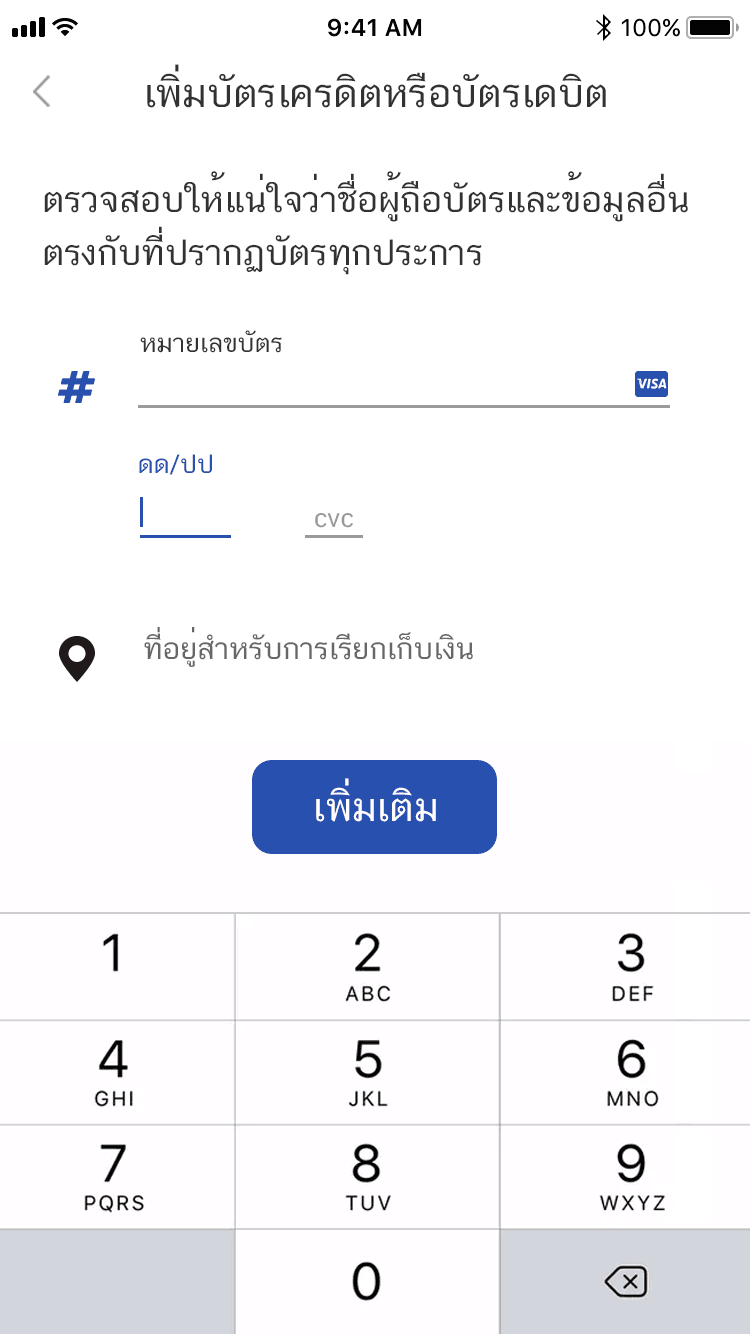 9:41 AM 100%
เพิ่มบัตรเครดิตหรือบัตรเดบิต
ตรวจสอบให้แน่ใจว่าชื่อผู้ถือบัตรและข้อมูลอื่น
ตรงกับที่ปรากฏบัตรทุกประการ
หมายเลขบัตร
# VISA
ดด/ปป
CVC
ที่อยู่สำหรับการเรียกเก็บเงิน
เพิ่มเติม
1 2 3
ABC DEF
4 5 6
GHI JKL MNO
7 8 9
PQRS TUV WXYZ
0